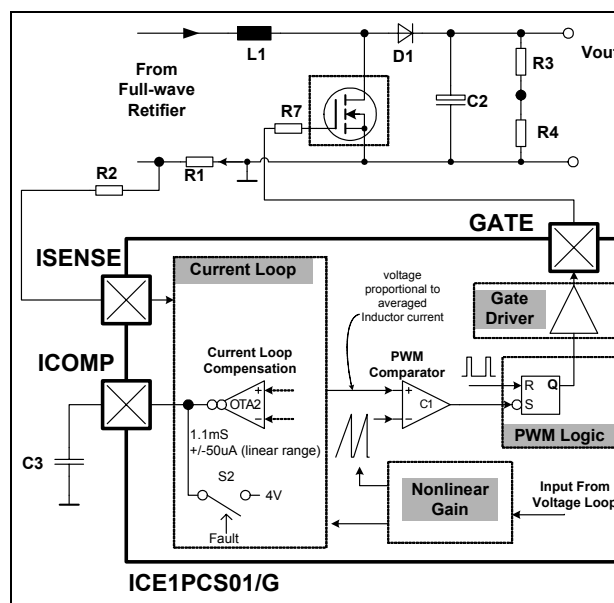 L1
D1
Vout
From
Full-wave
Retifier
R7
C2
R3
R4
R2
R1
GATE
ISENSE
Current Loop
voltage
proportional to
averaged
Inductor current
Gate
Driver
ICOMP
Current Loop
Compensation
PWM
Comparator
OTA2
+
−
+
−
C1
R
Q
S
PWM Logic
1.1mS
+/-50uA (linear range)
C3
S2
4V
Fault
Nonlinear
Gain
Input From
Voltage Loop
ICE1PCS01/G